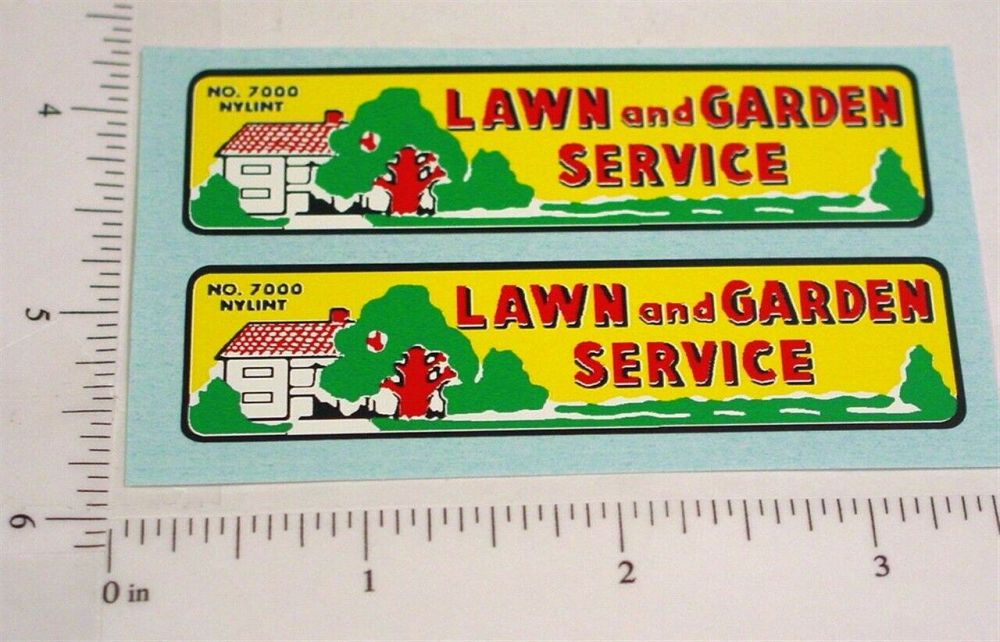 NO. 7000
NYLINT
LAWN and GARDEN
SERVICE
NO. 7000
NYLINT
LAWN and GARDEN
SERVICE
4
5
6
0 in
1
2
3